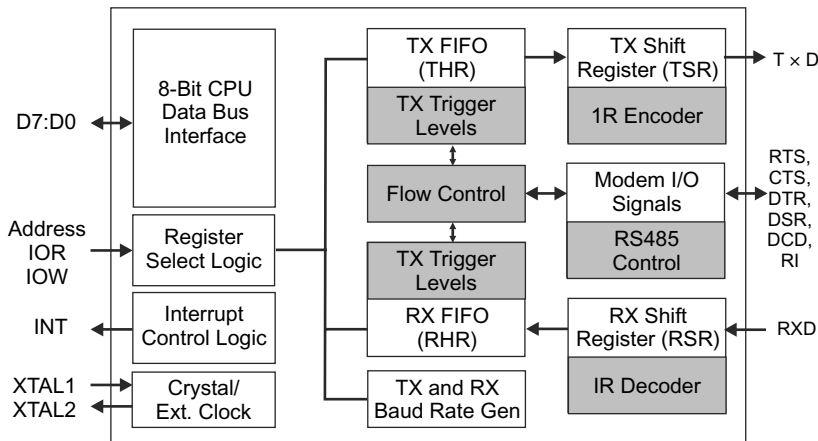 8-Bit CPU
Data Bus
Interface
D7:D0
Address
IOR
IOW
Register
Select Logic
INT
Interrupt
Control Logic
XTAL1
XTAL2
Crystal/
Ext. Clock
TX FIFO
(THR)
TX Trigger
Levels
Flow Control
TX Trigger
Levels
RX FIFO
(RHR)
TX and RX
Baud Rate Gen
TX Shift
Register (TSR)
1R Encoder
T × D
Modem I/O
Signals
RS485
Control
RTS,
CTS,
DTR,
DSR,
DCD,
RI
RX Shift
Register (RSR)
IR Decoder
RXD